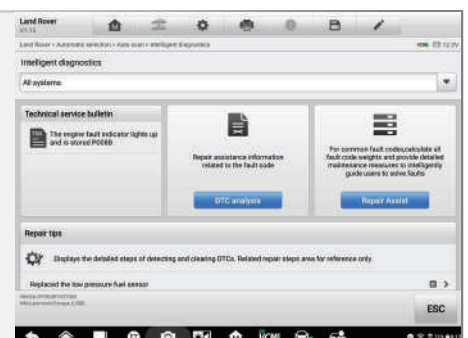 Land Rover
V1.15
Land Rover > Automatic selection > Auto scan > Intelligent diagnostics
12.2V
Intelligent diagnostics
All systems
Technical service bulletin
The engine fault indicator lights up
and is stored P008B
Repair assistance information
related to the fault code
DTC analysis
For common fault codes,calculate all
fault code weights and provide detailed
maintenance measures to intelligently
guide users to solve faults
Repair Assist
Repair tips
Displays the detailed steps of detecting and clearing DTCs. Related repair steps area for reference only.
Replaced the low pressure fuel sensor
ESC
VCMI